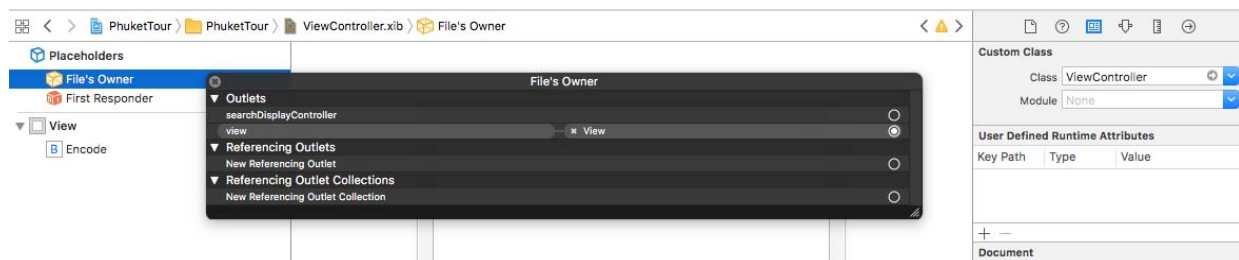 PhuketTour PhuketTour ViewController.xib File's Owner
Placeholders
File's Owner
First Responder
View
B Encode
File's Owner
Outlets
searchDisplayController
view View
Referencing Outlets
New Referencing Outlet
Referencing Outlet Collections
New Referencing Outlet Collection
Custom Class
Class ViewController
Module None
User Defined Runtime Attributes
Key Path Type Value
Document